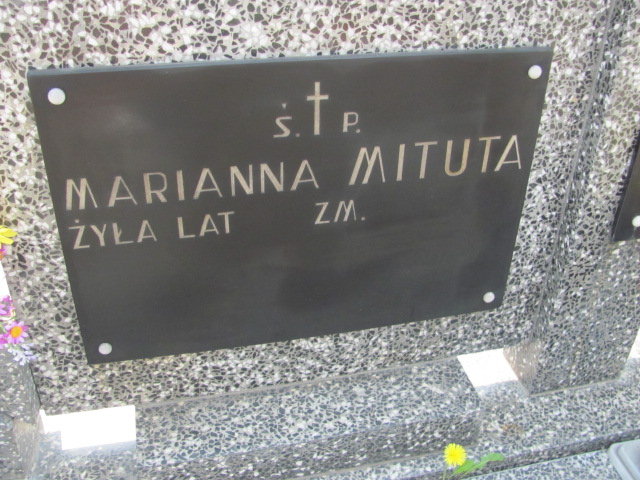 Ś. P.
MARIANNA MITUTA
ŻYŁA LAT ZM.